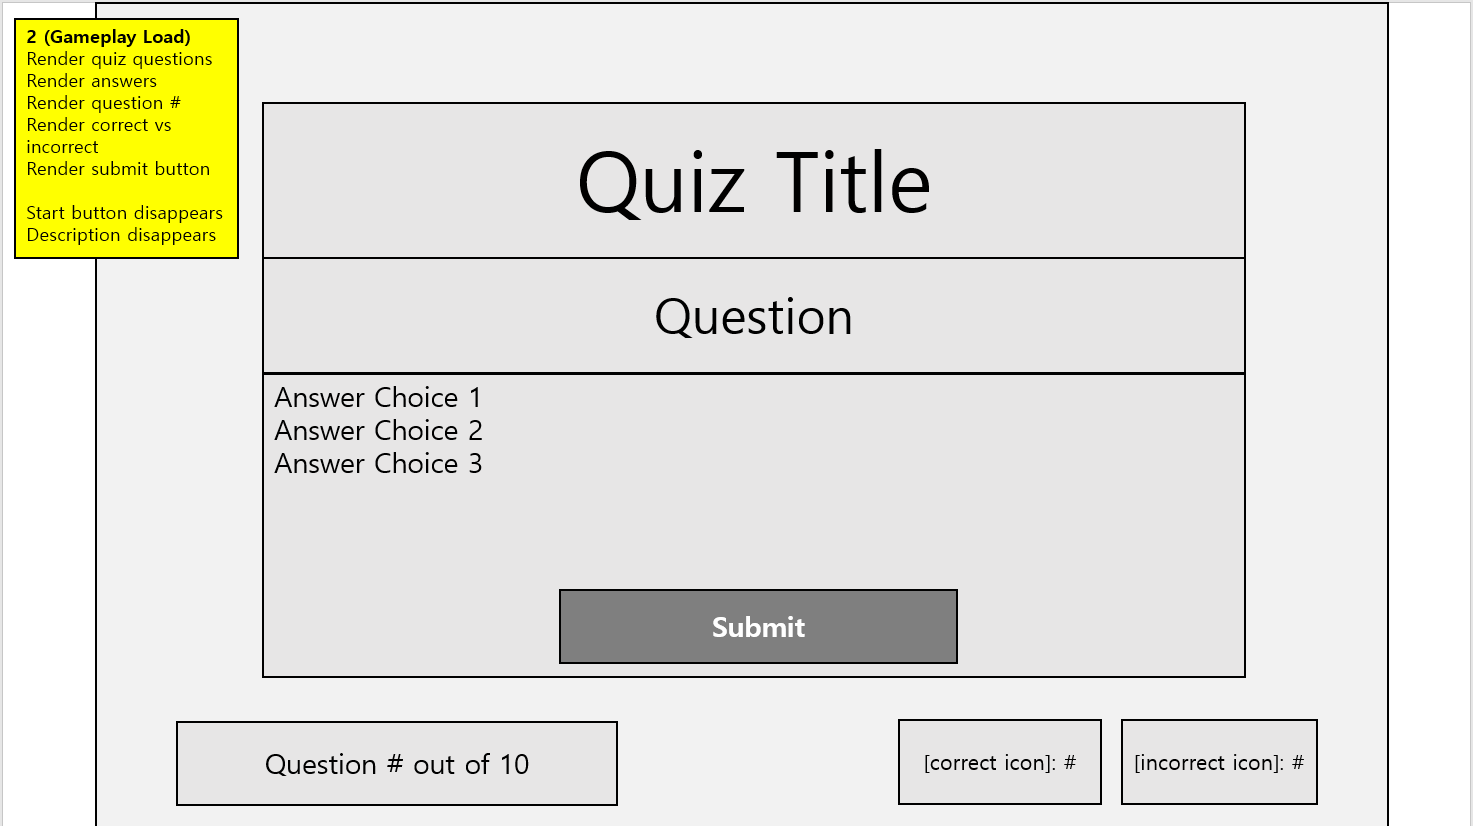 2 (Gameplay Load)
Render quiz questions
Render answers
Render question #
Render correct vs
incorrect
Render submit button
Start button disappears
Description disappears
Quiz Title
Question
Answer Choice 1
Answer Choice 2
Answer Choice 3
Submit
Question # out of 10
[correct icon]: #
[incorrect icon]: #